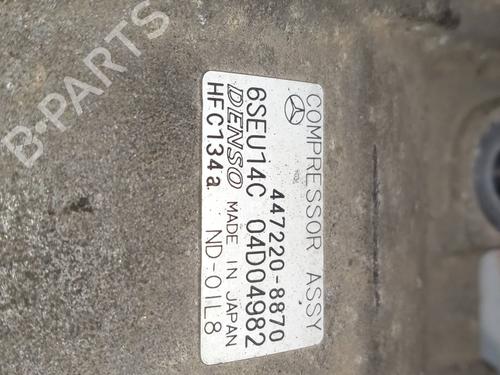 COMPRESSOR ASSY
447220-8870
6SEU14C 04D04982
DENSO MADE IN JAPAN
HFC134a ND-OIL8
B-PARTS